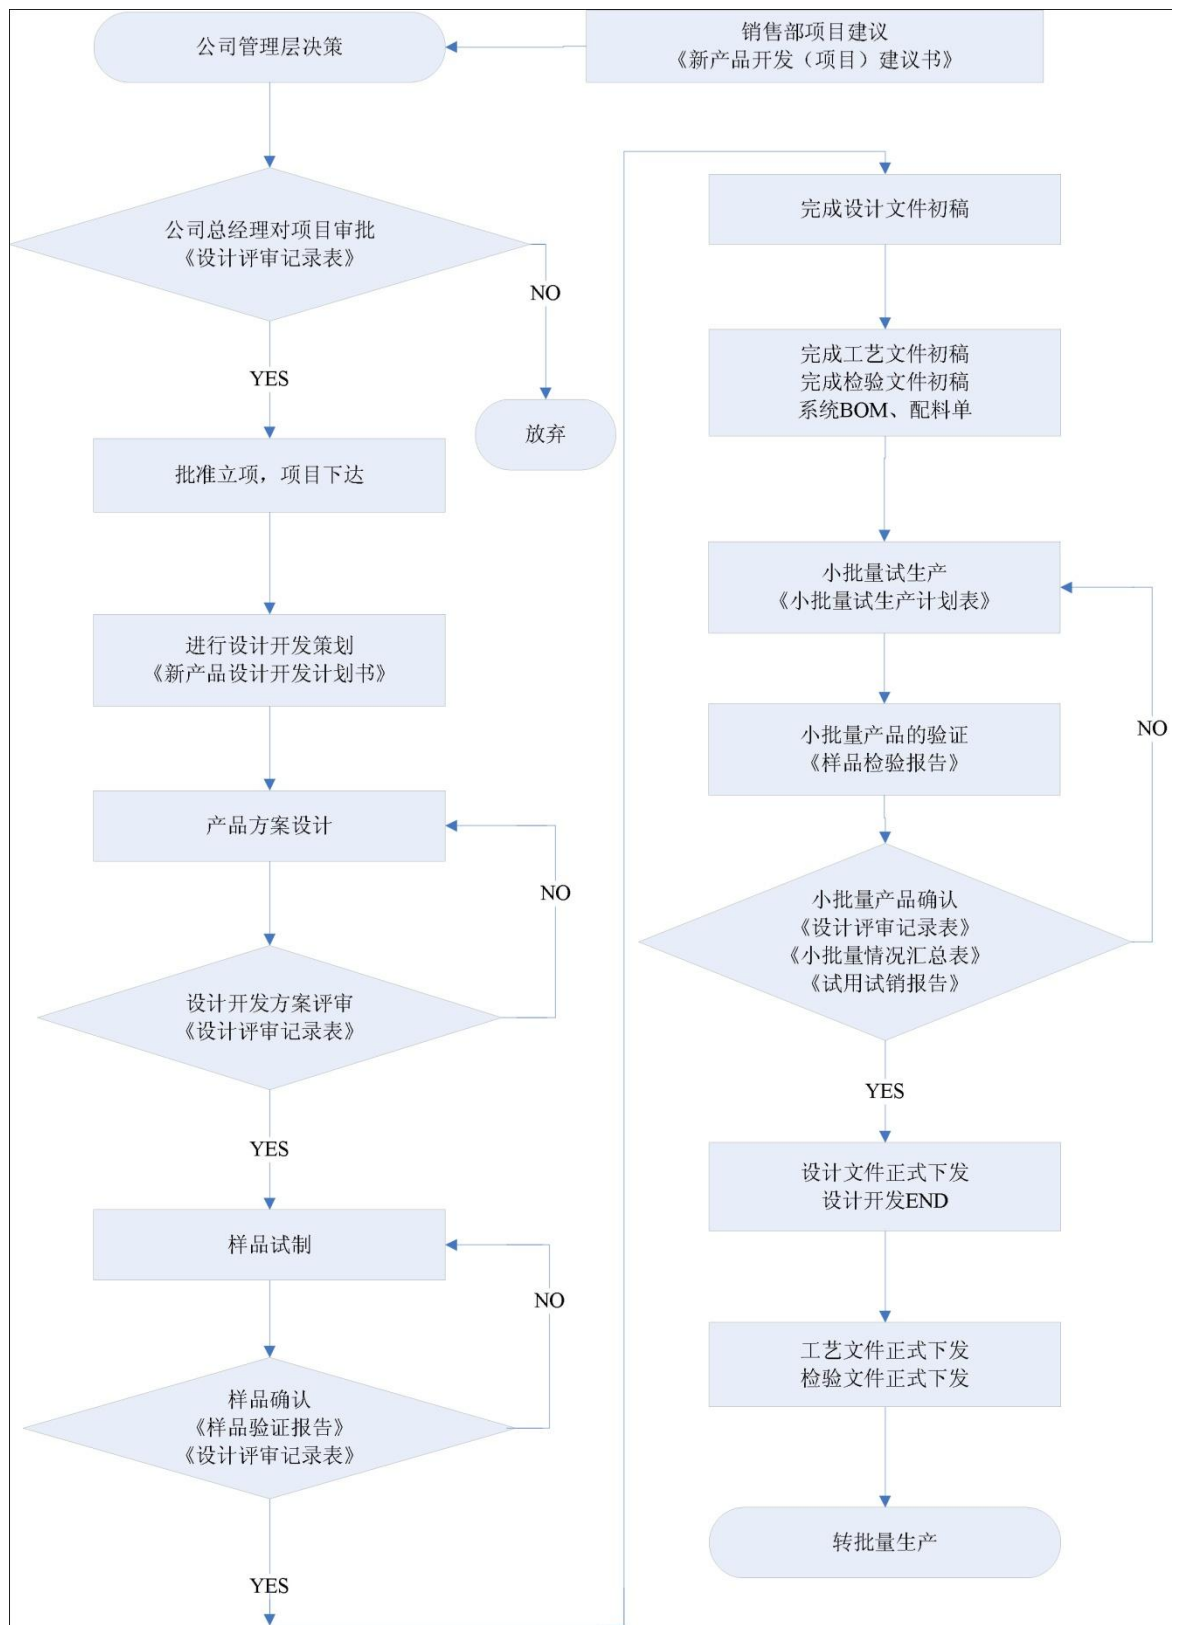 公司管理层决策
销售部项目建议
《新产品开发（项目）建议书》
公司总经理对项目审批
《设计评审记录表》
NO
YES
放弃
批准立项，项目下达
进行设计开发策划
《新产品设计开发计划书》
产品方案设计
NO
设计开发方案评审
《设计评审记录表》
YES
样品试制
NO
样品确认
《样品验证报告》
《设计评审记录表》
YES
完成设计文件初稿
完成工艺文件初稿
完成检验文件初稿
系统BOM、配料单
小批量试生产
《小批量试生产计划表》
NO
小批量产品的验证
《样品检验报告》
小批量产品确认
《设计评审记录表》
《小批量情况汇总表》
《试用试销报告》
YES
设计文件正式下发
设计开发END
工艺文件正式下发
检验文件正式下发
转批量生产